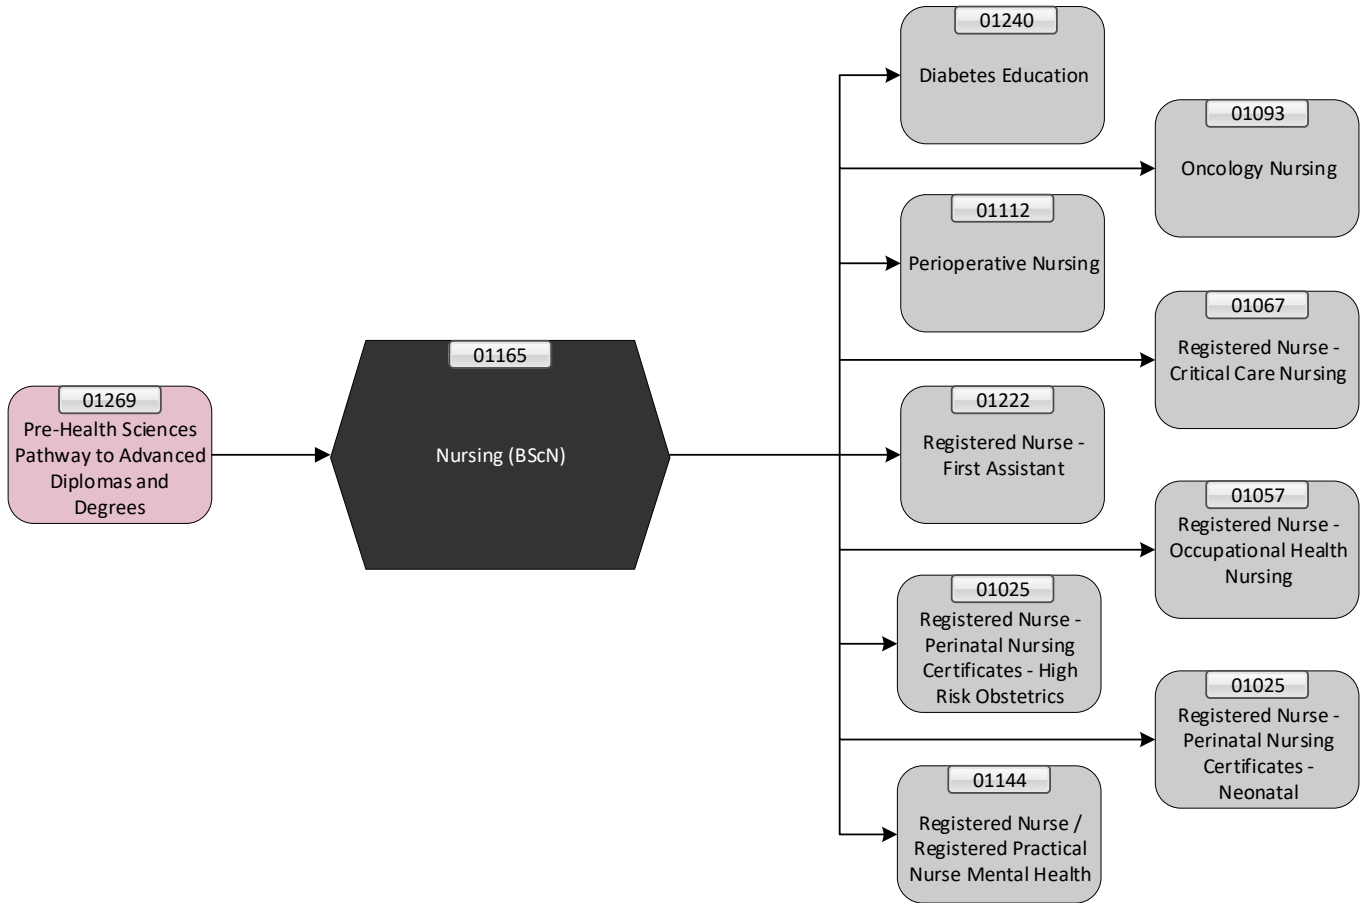 01269
Pre-Health Sciences
Pathway to Advanced
Diplomas and
Degrees
01165
Nursing (BScN)
01240
Diabetes Education
01093
Oncology Nursing
01112
Perioperative Nursing
01067
Registered Nurse -
Critical Care Nursing
01222
Registered Nurse -
First Assistant
01057
Registered Nurse -
Occupational Health
Nursing
01025
Registered Nurse -
Perinatal Nursing
Certificates - High
Risk Obstetrics
01025
Registered Nurse -
Perinatal Nursing
Certificates -
Neonatal
01144
Registered Nurse /
Registered Practical
Nurse Mental Health